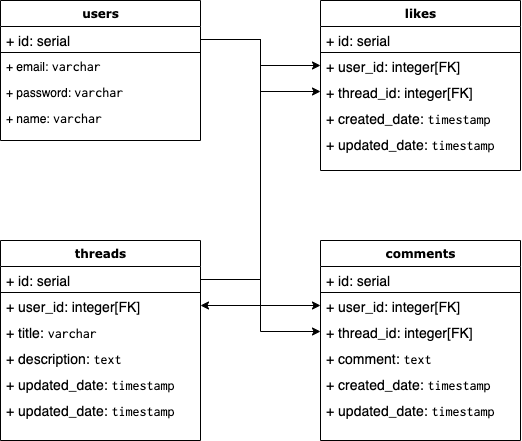 users
+ id: serial
+ email: varchar
+ password: varchar
+ name: varchar
likes
+ id: serial
+ user_id: integer[FK]
+ thread_id: integer[FK]
+ created_date: timestamp
+ updated_date: timestamp
threads
+ id: serial
+ user_id: integer[FK]
+ title: varchar
+ description: text
+ updated_date: timestamp
+ updated_date: timestamp
comments
+ id: serial
+ user_id: integer[FK]
+ thread_id: integer[FK]
+ comment: text
+ created_date: timestamp
+ updated_date: timestamp